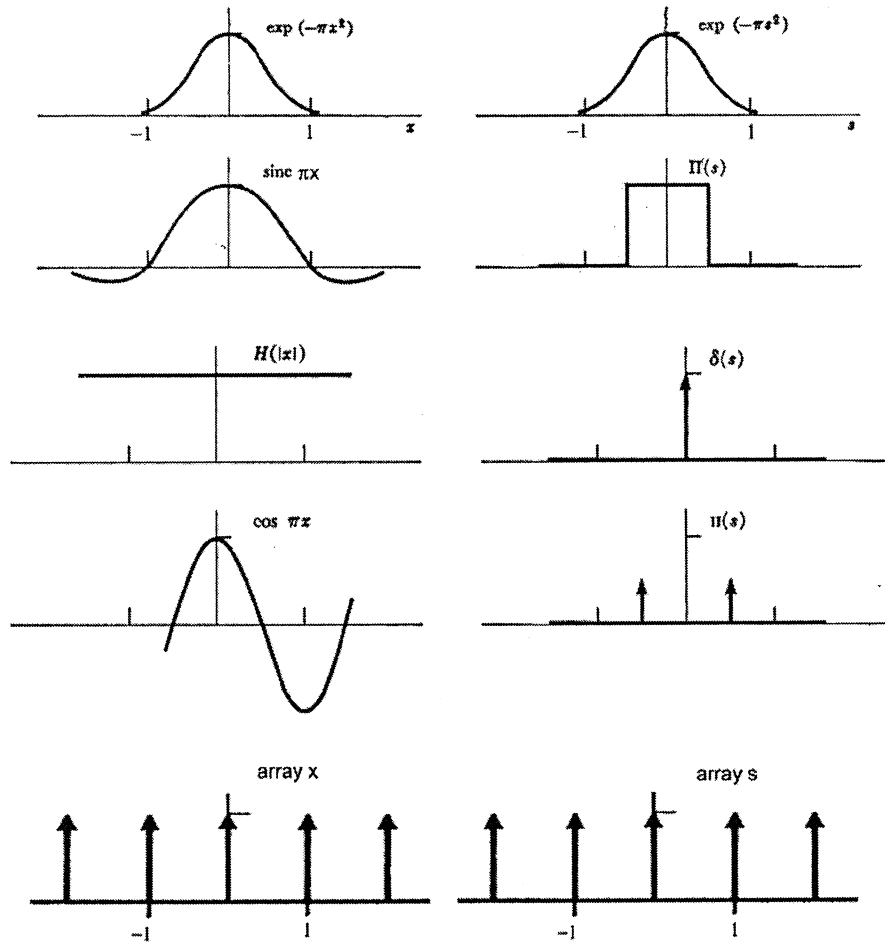 exp (−πx²) exp (−πs²)
−1 1 x −1 1 s
sinc πx Π(s)
H(|x|) δ(s)
cos πx II(s)
array x array s
−1 1 −1 1